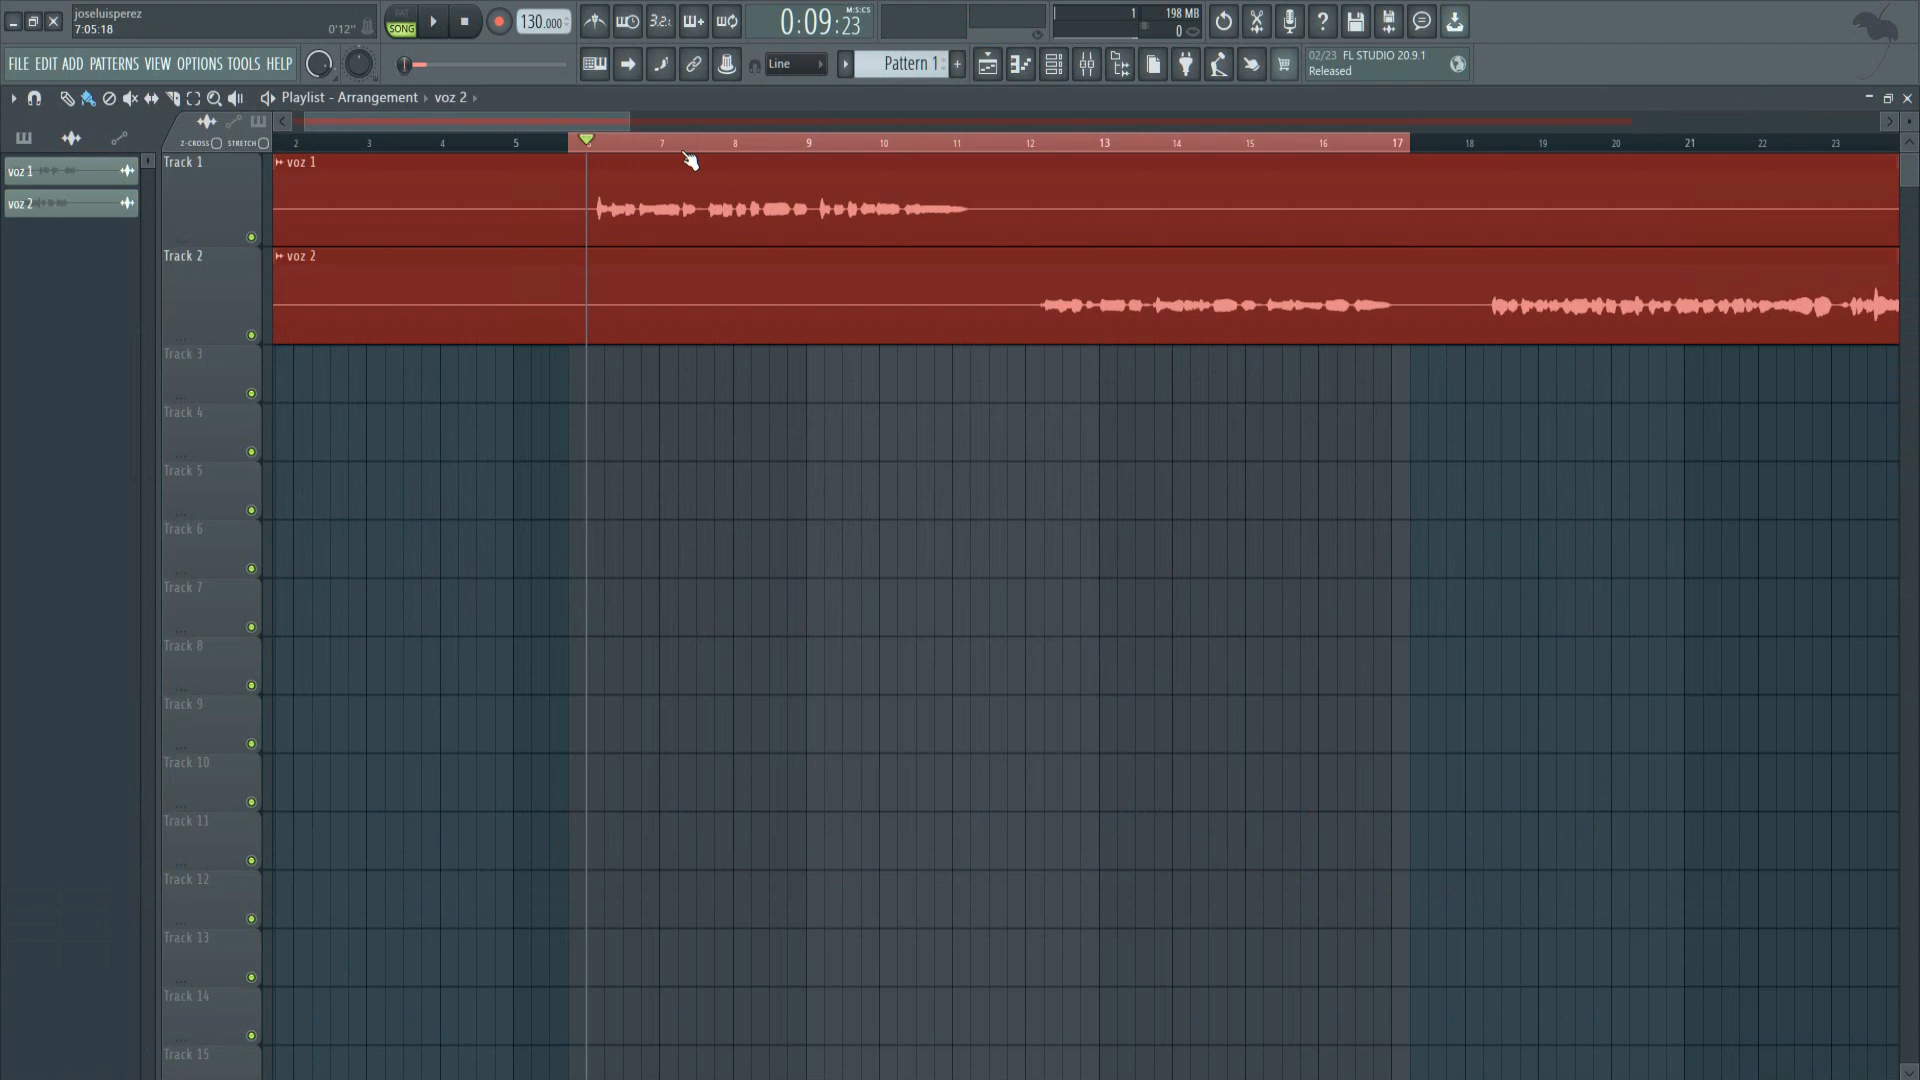 joseluisperez
7:05:18
0'12"
PAT
SONG
130.000
3.2.:
0:09:23
M:S:CS
1
198 MB
0
FILE EDIT ADD PATTERNS VIEW OPTIONS TOOLS HELP
Line
Pattern 1
02/23 FL STUDIO 20.9.1
Released
Playlist - Arrangement voz 2
Z-CROSS STRETCH
2 3 4 5 6 7 8 9 10 11 12 13 14 15 16 17 18 19 20 21 22 23
voz 1
voz 2
Track 1
voz 1
Track 2
voz 2
Track 3
Track 4
Track 5
Track 6
Track 7
Track 8
Track 9
Track 10
Track 11
Track 12
Track 13
Track 14
Track 15